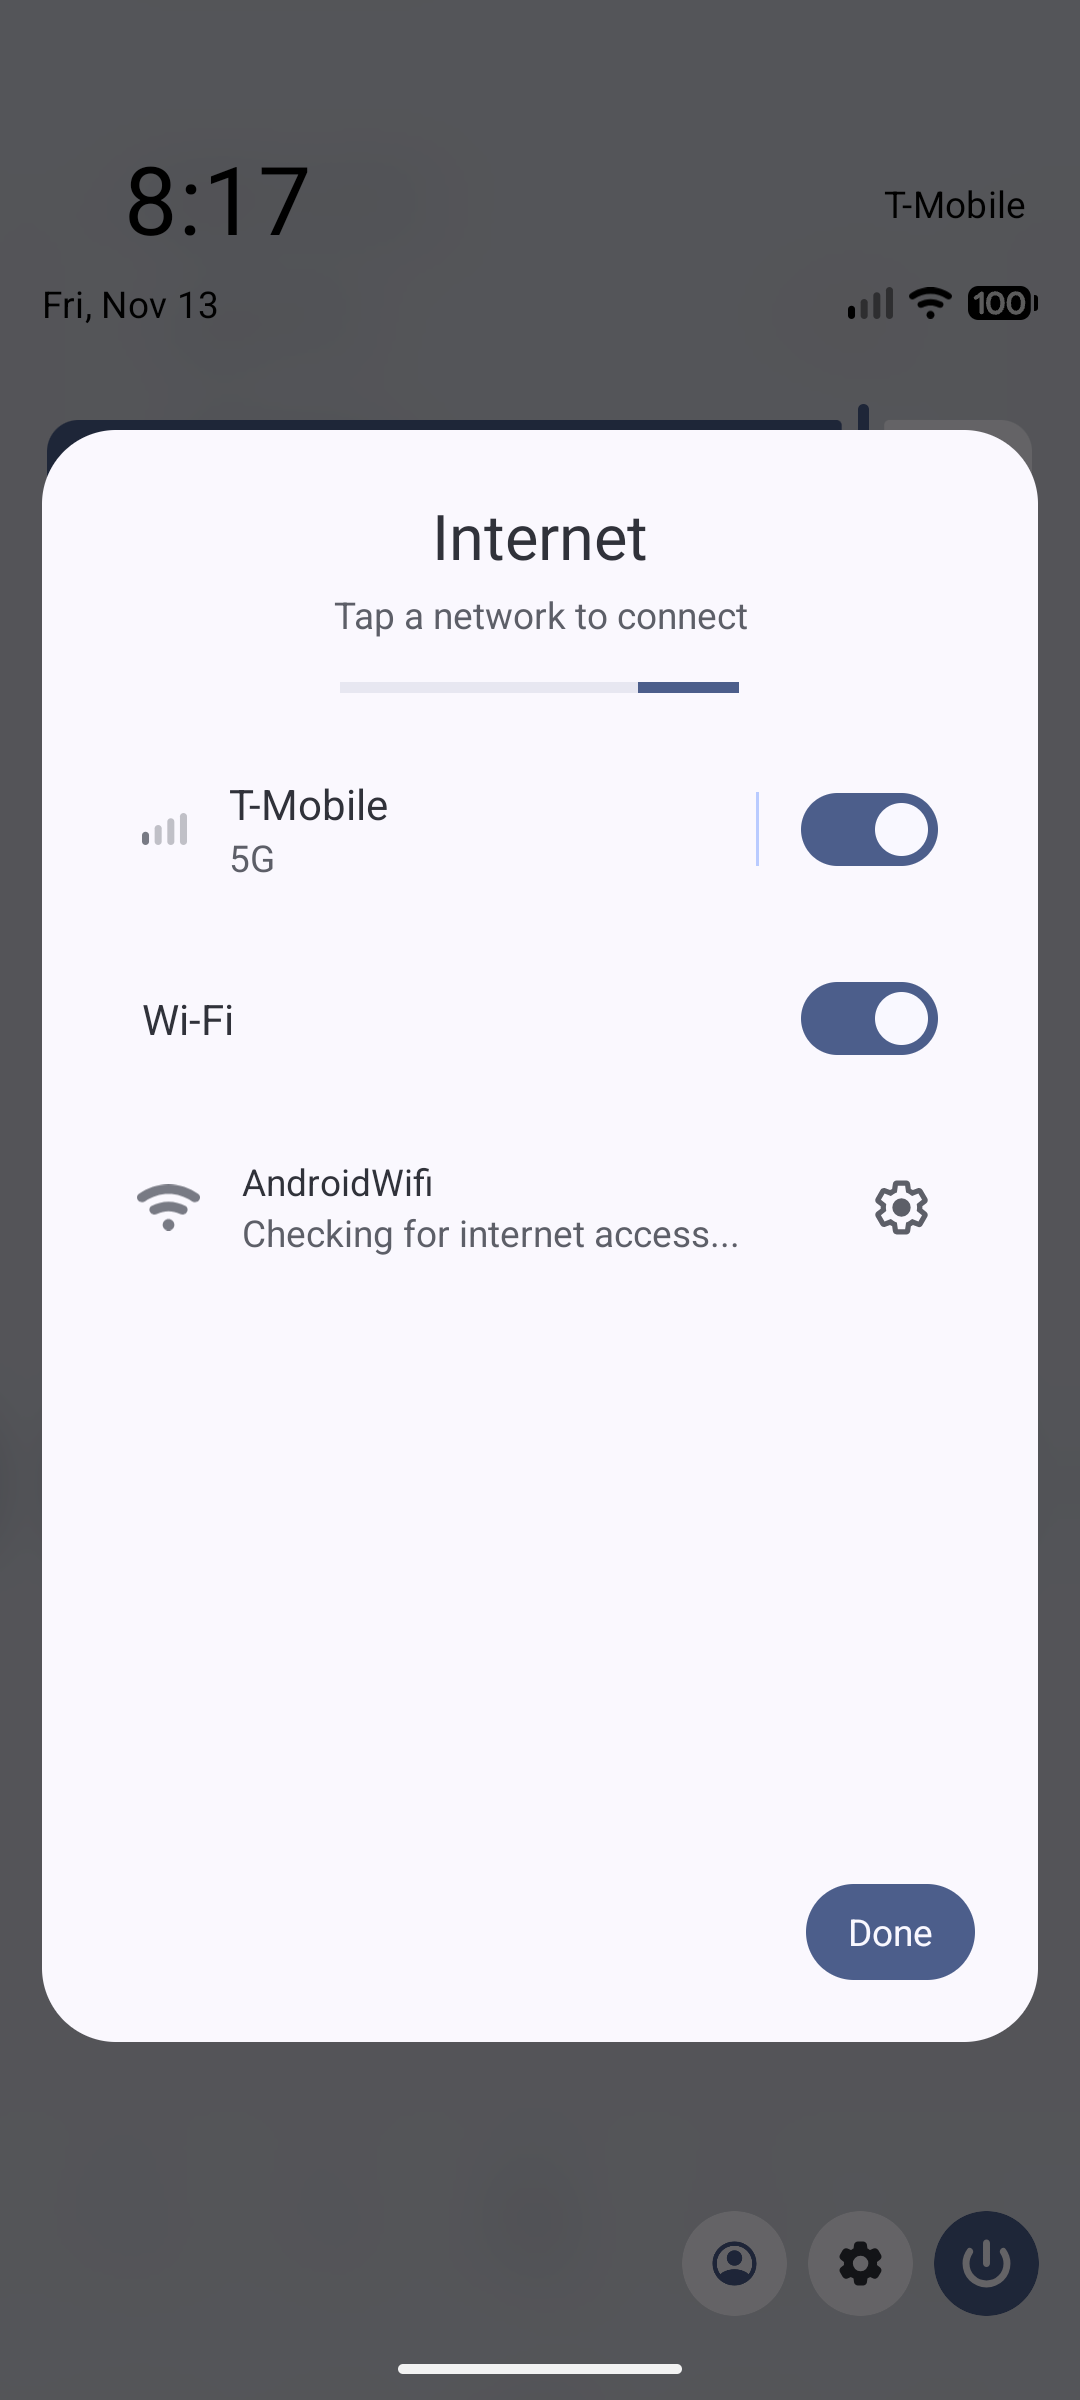 8:17
T-Mobile
Fri, Nov 13
100
Internet
Tap a network to connect
T-Mobile
5G
Wi-Fi
AndroidWifi
Checking for internet access...
Done